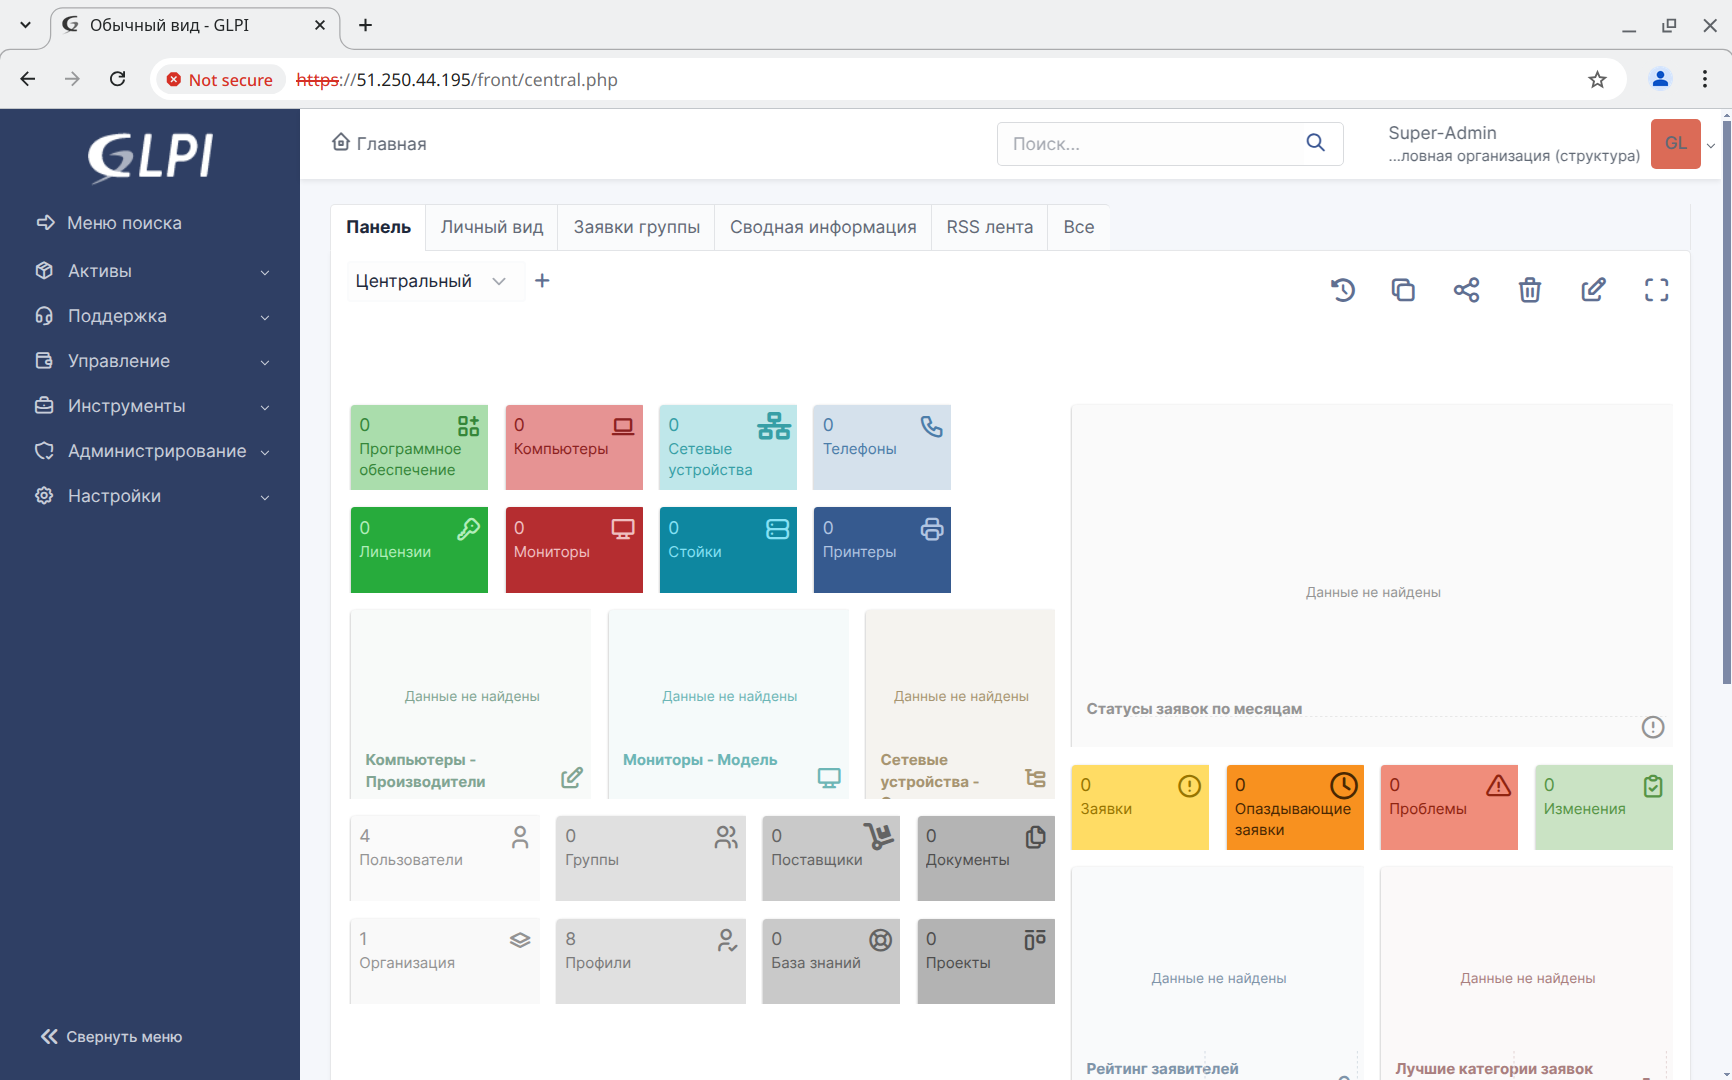 Обычный вид - GLPI
Not secure
https://51.250.44.195/front/central.php
GLPI
Меню поиска
Активы
Поддержка
Управление
Инструменты
Администрирование
Настройки
Свернуть меню
Главная
Поиск...
Super-Admin
...ловная организация (структура)
GL
Панель
Личный вид
Заявки группы
Сводная информация
RSS лента
Все
Центральный
0
Программное
обеспечение
0
Компьютеры
0
Сетевые
устройства
0
Телефоны
0
Лицензии
0
Мониторы
0
Стойки
0
Принтеры
Данные не найдены
Компьютеры -
Производители
Данные не найдены
Мониторы - Модель
Данные не найдены
Сетевые
устройства -
4
Пользователи
0
Группы
0
Поставщики
0
Документы
1
Организация
8
Профили
0
База знаний
0
Проекты
Данные не найдены
Статусы заявок по месяцам
0
Заявки
0
Опаздывающие
заявки
0
Проблемы
0
Изменения
Данные не найдены
Рейтинг заявителей
Данные не найдены
Лучшие категории заявок